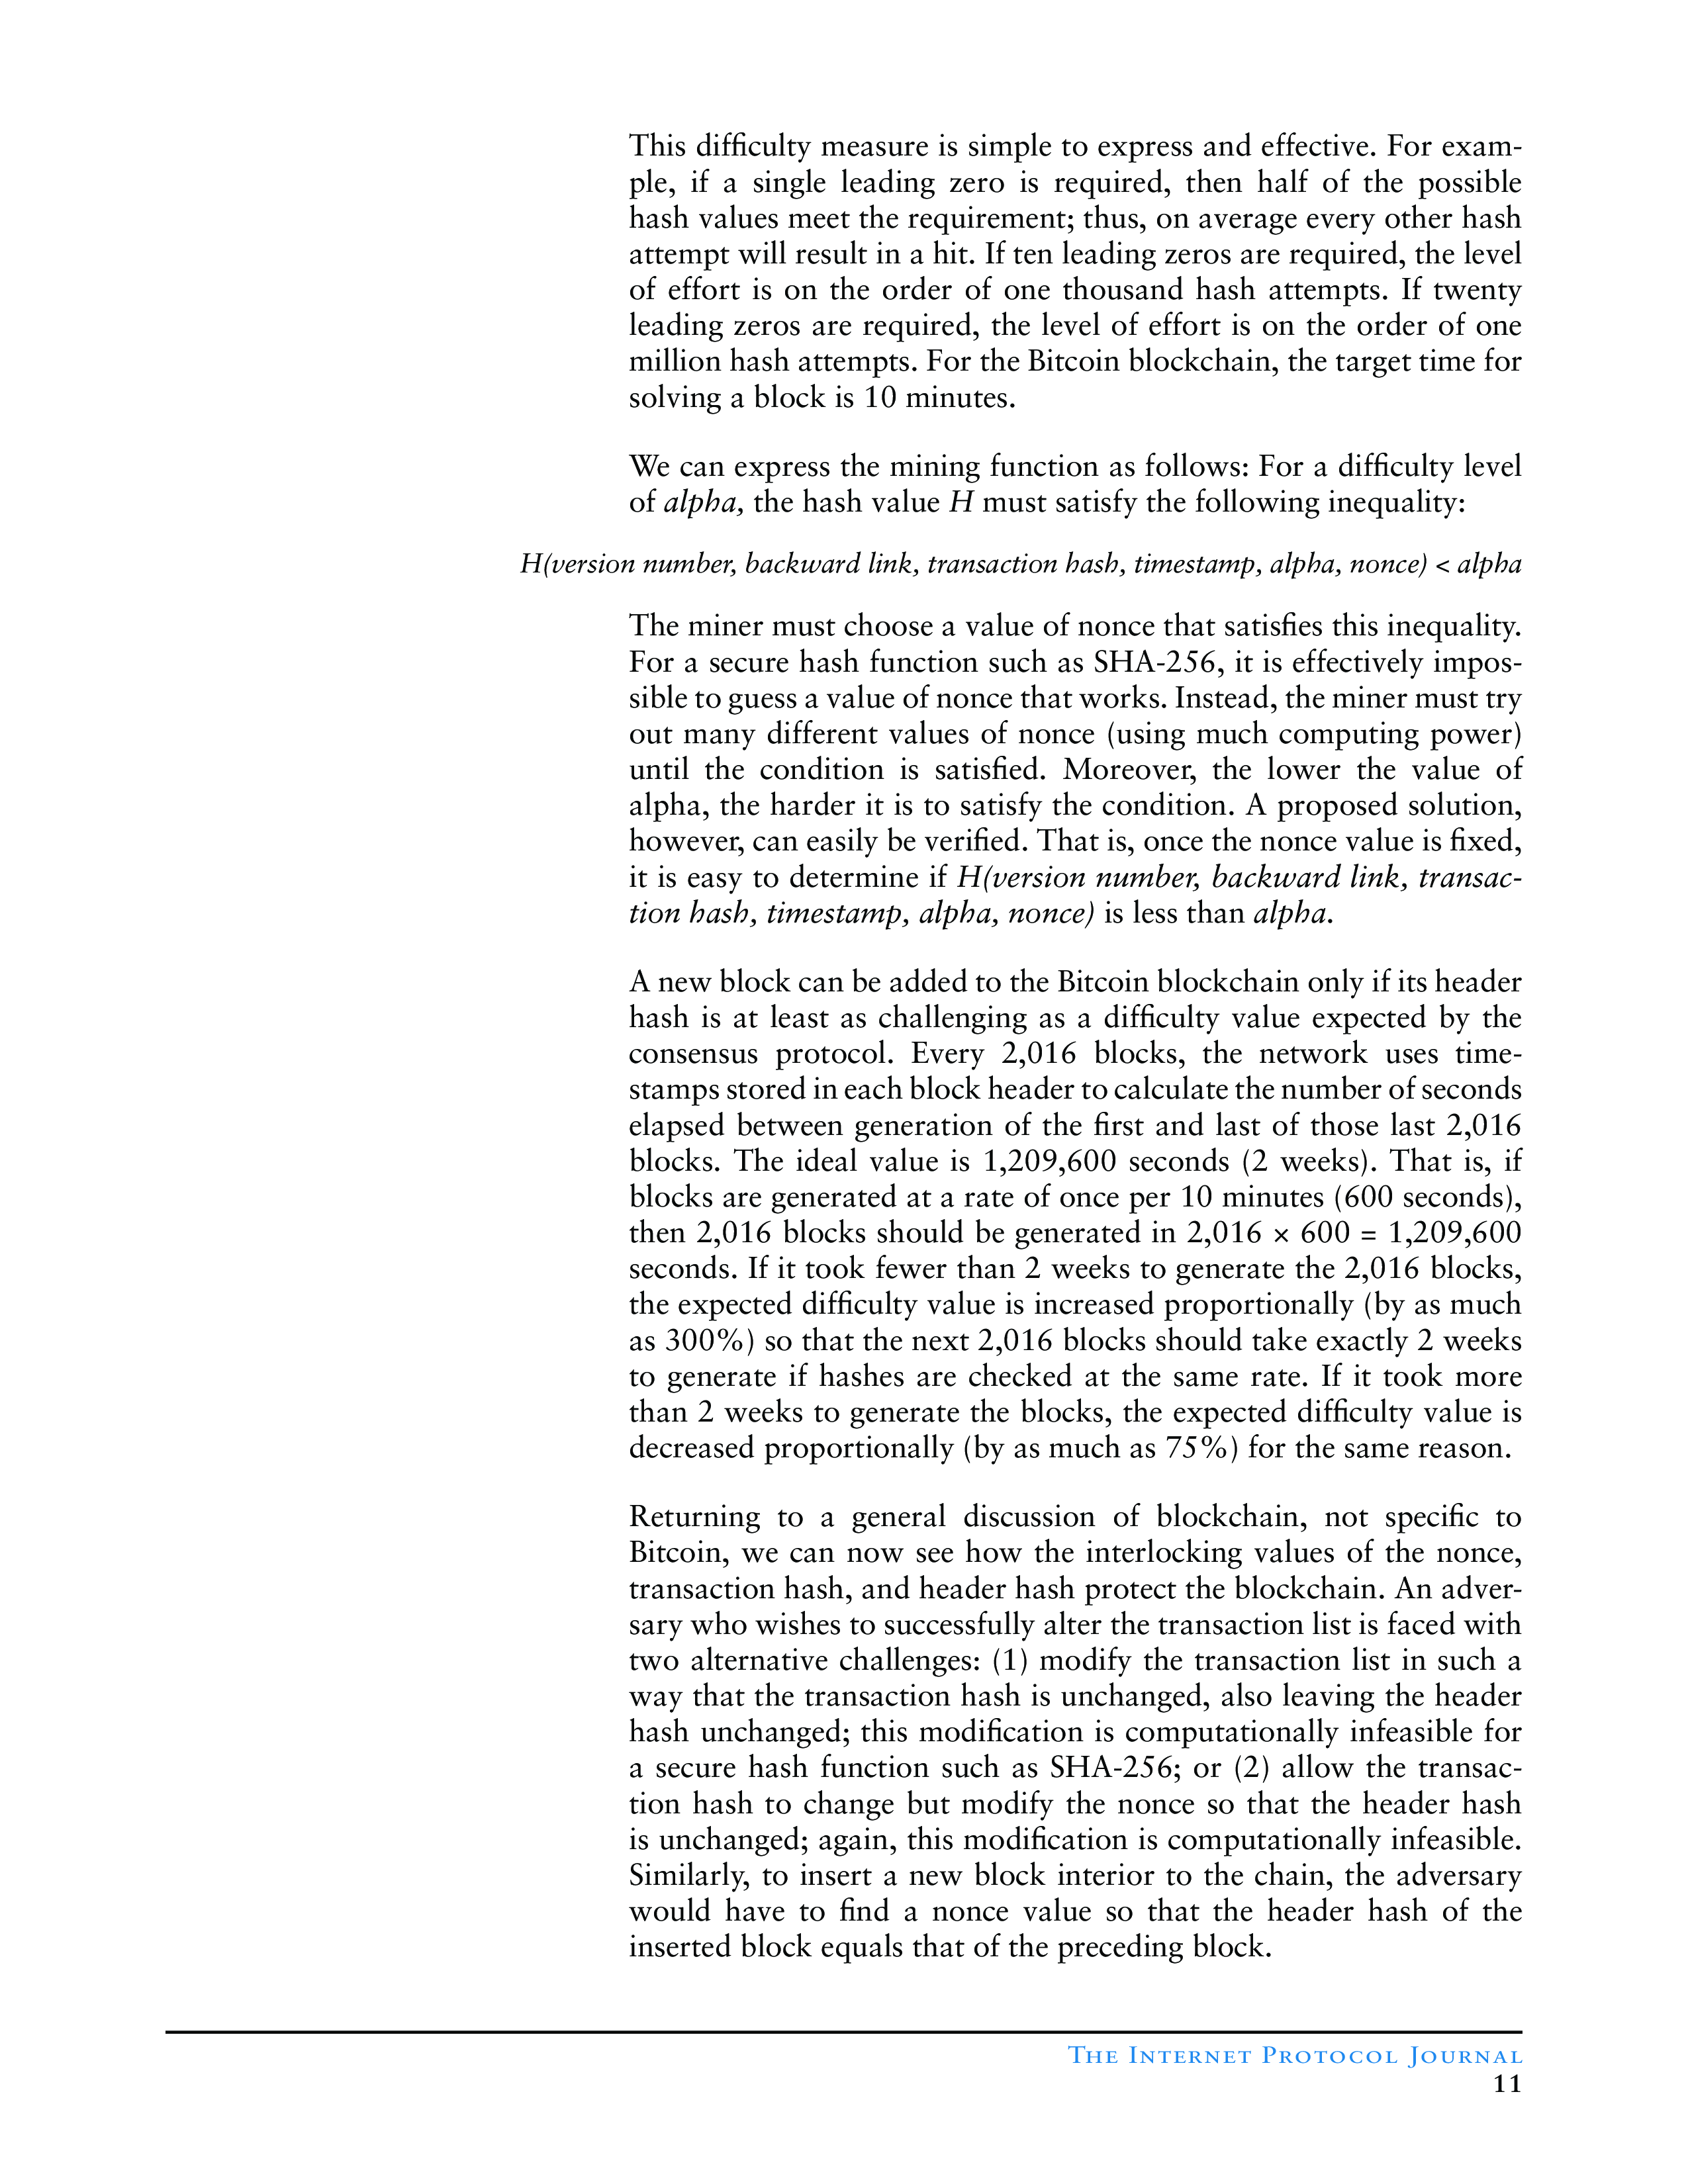 This difficulty measure is simple to express and effective. For exam-
ple, if a single leading zero is required, then half of the possible
hash values meet the requirement; thus, on average every other hash
attempt will result in a hit. If ten leading zeros are required, the level
of effort is on the order of one thousand hash attempts. If twenty
leading zeros are required, the level of effort is on the order of one
million hash attempts. For the Bitcoin blockchain, the target time for
solving a block is 10 minutes.
We can express the mining function as follows: For a difficulty level
of alpha, the hash value H must satisfy the following inequality:
H(version number, backward link, transaction hash, timestamp, alpha, nonce) < alpha
The miner must choose a value of nonce that satisfies this inequality.
For a secure hash function such as SHA-256, it is effectively impos-
sible to guess a value of nonce that works. Instead, the miner must try
out many different values of nonce (using much computing power)
until the condition is satisfied. Moreover, the lower the value of
alpha, the harder it is to satisfy the condition. A proposed solution,
however, can easily be verified. That is, once the nonce value is fixed,
it is easy to determine if H(version number, backward link, transac-
tion hash, timestamp, alpha, nonce) is less than alpha.
A new block can be added to the Bitcoin blockchain only if its header
hash is at least as challenging as a difficulty value expected by the
consensus protocol. Every 2,016 blocks, the network uses time-
stamps stored in each block header to calculate the number of seconds
elapsed between generation of the first and last of those last 2,016
blocks. The ideal value is 1,209,600 seconds (2 weeks). That is, if
blocks are generated at a rate of once per 10 minutes (600 seconds),
then 2,016 blocks should be generated in 2,016 × 600 = 1,209,600
seconds. If it took fewer than 2 weeks to generate the 2,016 blocks,
the expected difficulty value is increased proportionally (by as much
as 300%) so that the next 2,016 blocks should take exactly 2 weeks
to generate if hashes are checked at the same rate. If it took more
than 2 weeks to generate the blocks, the expected difficulty value is
decreased proportionally (by as much as 75%) for the same reason.
Returning to a general discussion of blockchain, not specific to
Bitcoin, we can now see how the interlocking values of the nonce,
transaction hash, and header hash protect the blockchain. An adver-
sary who wishes to successfully alter the transaction list is faced with
two alternative challenges: (1) modify the transaction list in such a
way that the transaction hash is unchanged, also leaving the header
hash unchanged; this modification is computationally infeasible for
a secure hash function such as SHA-256; or (2) allow the transac-
tion hash to change but modify the nonce so that the header hash
is unchanged; again, this modification is computationally infeasible.
Similarly, to insert a new block interior to the chain, the adversary
would have to find a nonce value so that the header hash of the
inserted block equals that of the preceding block.
The Internet Protocol Journal
11